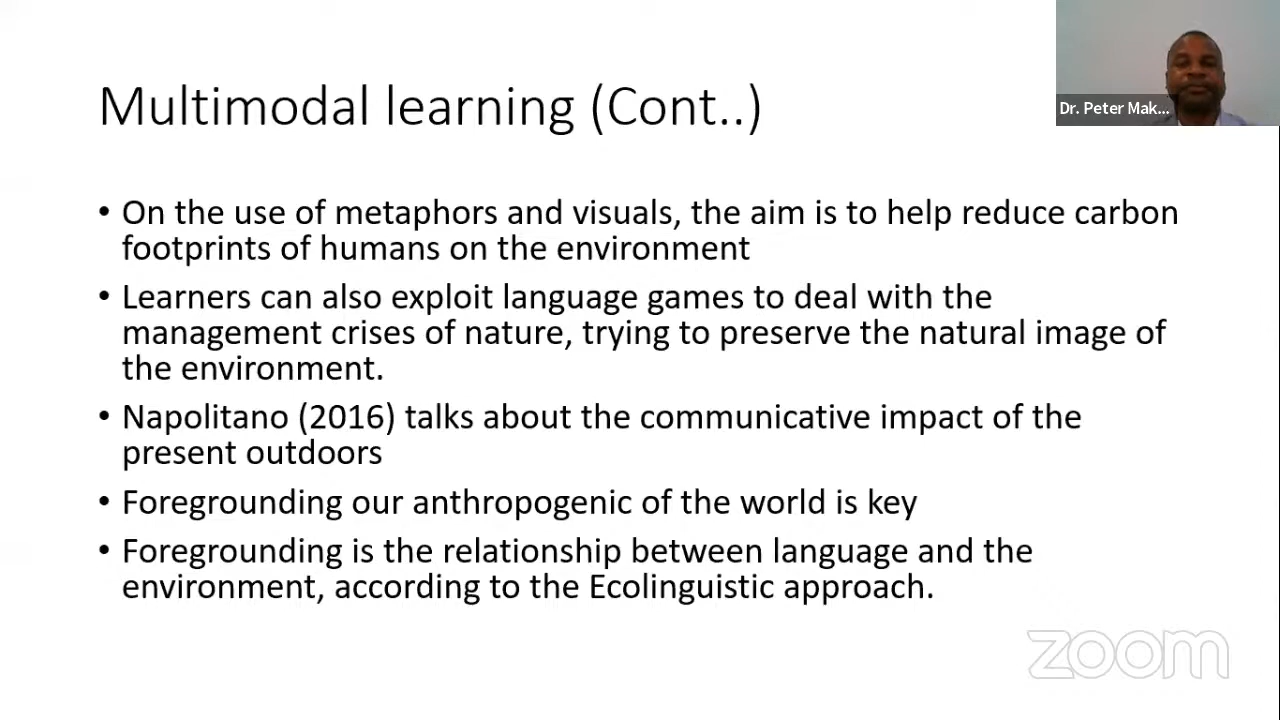 Multimodal learning (Cont..)
Dr. Peter Mak...
• On the use of metaphors and visuals, the aim is to help reduce carbon
footprints of humans on the environment
• Learners can also exploit language games to deal with the
management crises of nature, trying to preserve the natural image of
the environment.
• Napolitano (2016) talks about the communicative impact of the
present outdoors
• Foregrounding our anthropogenic of the world is key
• Foregrounding is the relationship between language and the
environment, according to the Ecolinguistic approach.
zoom